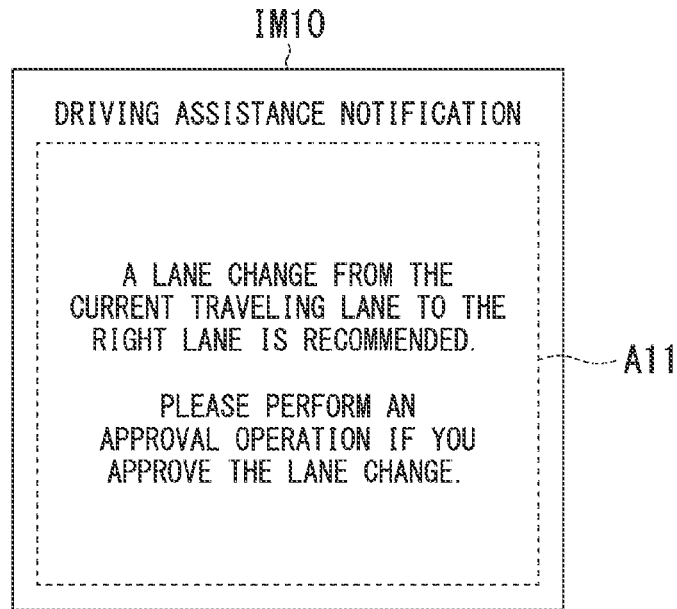 IM10
DRIVING ASSISTANCE NOTIFICATION
A LANE CHANGE FROM THE
CURRENT TRAVELING LANE TO THE
RIGHT LANE IS RECOMMENDED.
PLEASE PERFORM AN
APPROVAL OPERATION IF YOU
APPROVE THE LANE CHANGE.
A11